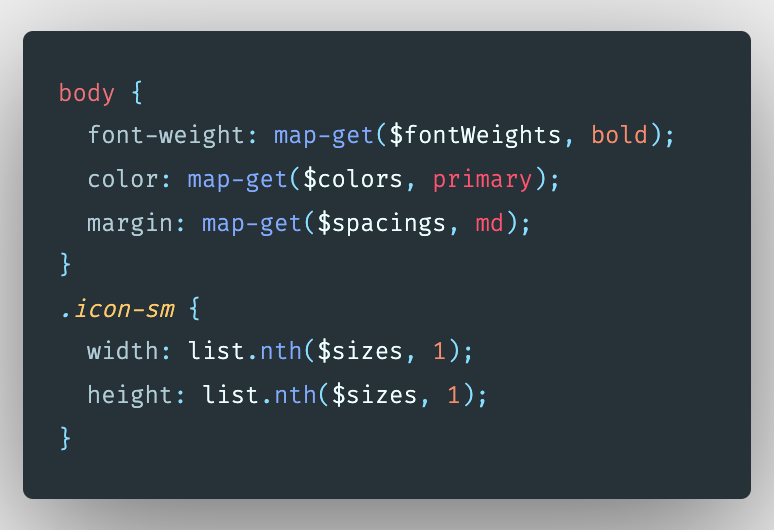 body {
  font-weight: map-get($fontWeights, bold);
  color: map-get($colors, primary);
  margin: map-get($spacings, md);
}
.icon-sm {
  width: list.nth($sizes, 1);
  height: list.nth($sizes, 1);
}